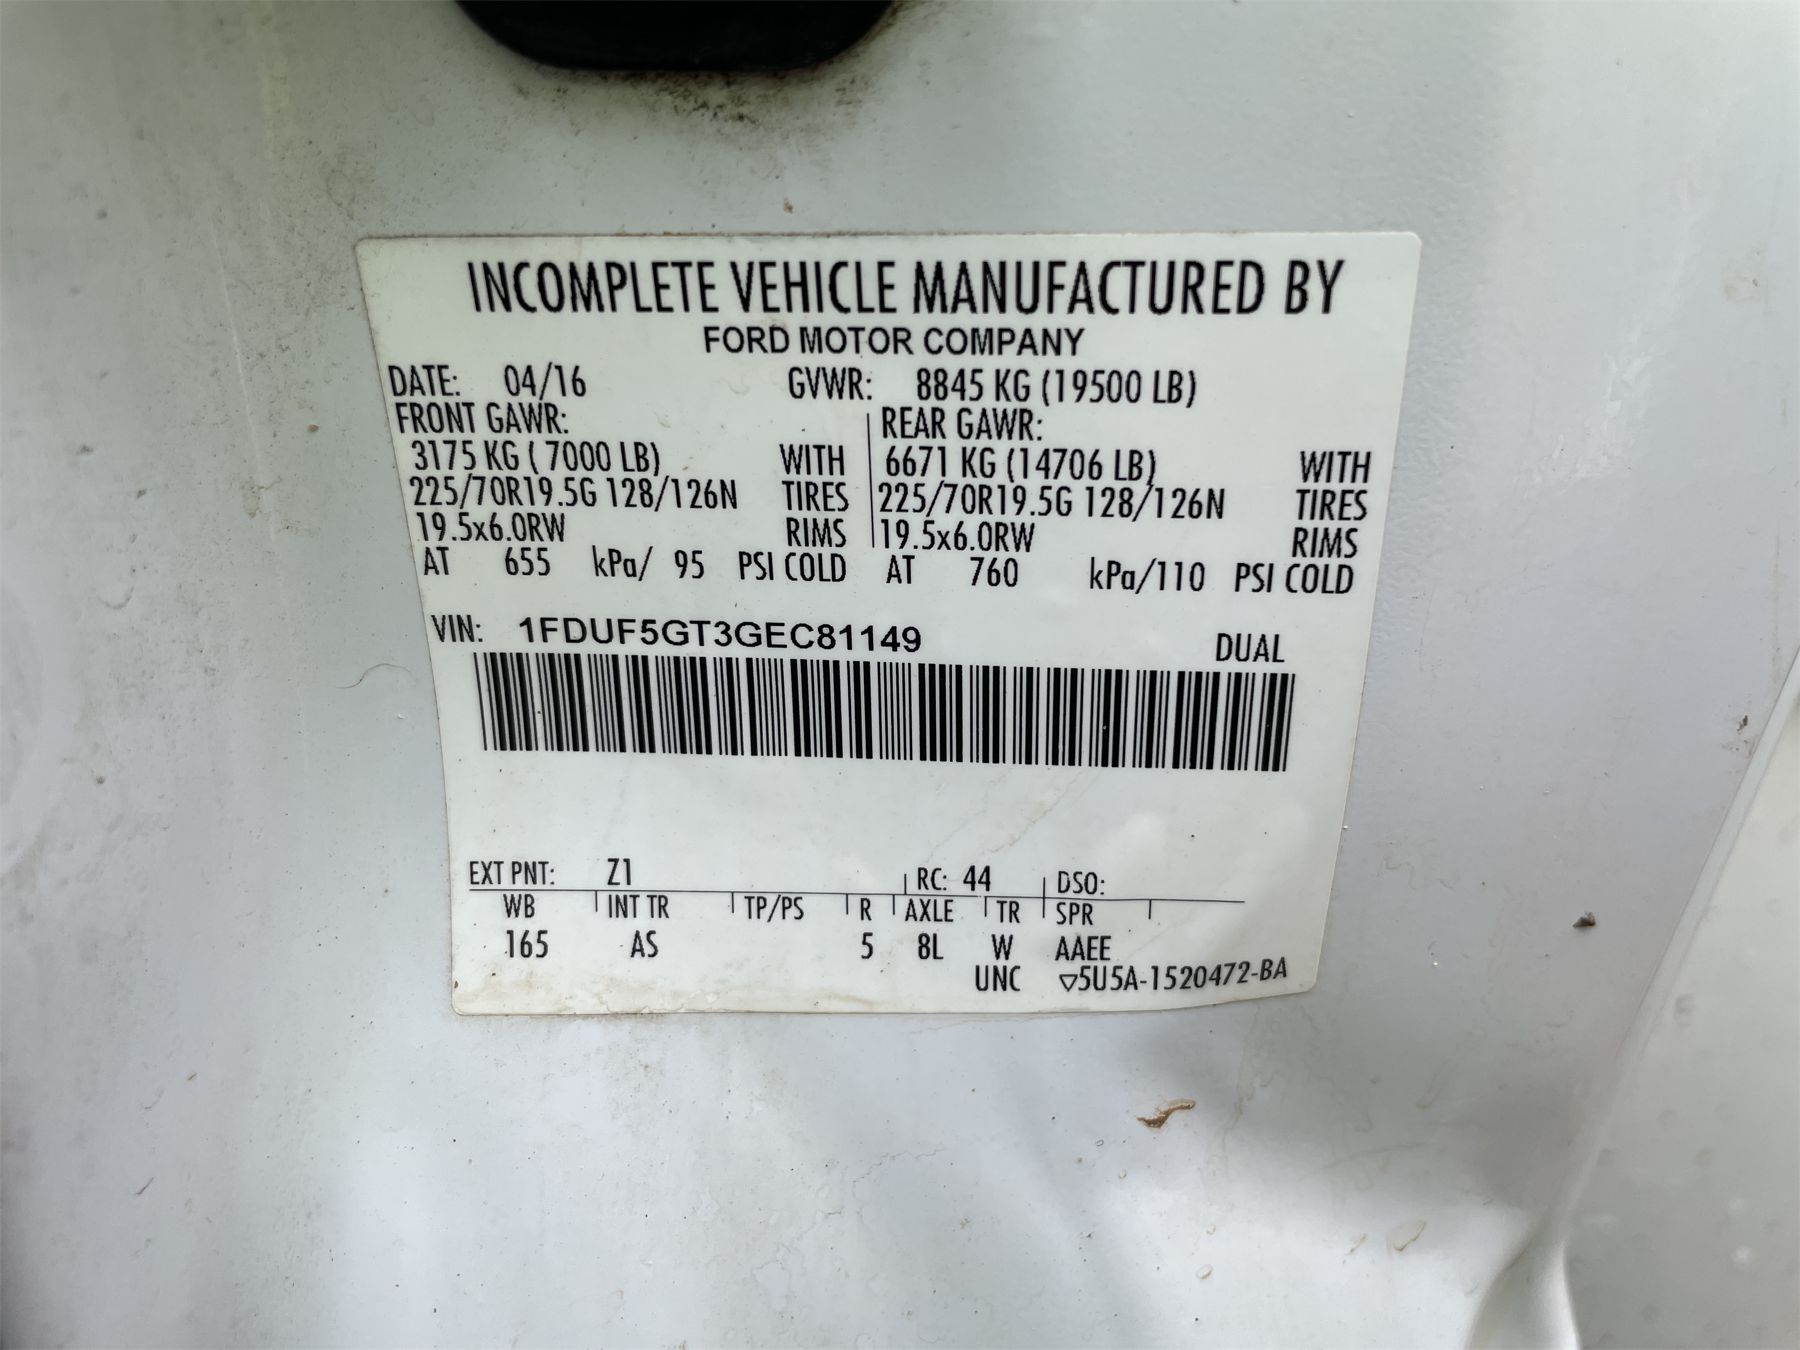 INCOMPLETE VEHICLE MANUFACTURED BY
FORD MOTOR COMPANY
DATE: 04/16 GVWR: 8845 KG (19500 LB)
FRONT GAWR: REAR GAWR:
3175 KG ( 7000 LB) WITH 6671 KG (14706 LB) WITH
225/70R19.5G 128/126N TIRES 225/70R19.5G 128/126N TIRES
19.5x6.0RW RIMS 19.5x6.0RW RIMS
AT 655 kPa/ 95 PSI COLD AT 760 kPa/110 PSI COLD
VIN: 1FDUF5GT3GEC81149 DUAL
EXT PNT: Z1 RC: 44 DSO:
WB INT TR TP/PS R AXLE TR SPR
165 AS 5 8L W AAEE
UNC ▽5U5A-1520472-BA